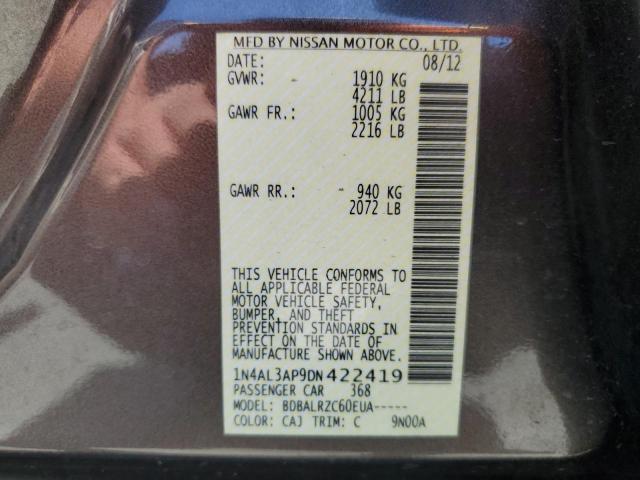 MFD BY NISSAN MOTOR CO., LTD.
DATE: 08/12
GVWR: 1910 KG
4211 LB
GAWR FR.: 1005 KG
2216 LB
GAWR RR.: 940 KG
2072 LB
THIS VEHICLE CONFORMS TO
ALL APPLICABLE FEDERAL
MOTOR VEHICLE SAFETY,
BUMPER, AND THEFT
PREVENTION STANDARDS IN
EFFECT ON THE DATE OF
MANUFACTURE SHOWN ABOVE.
1N4AL3AP9DN422419
PASSENGER CAR 368
MODEL: BDBALRZC60EUA-----
COLOR: CAJ TRIM: C 9N00A